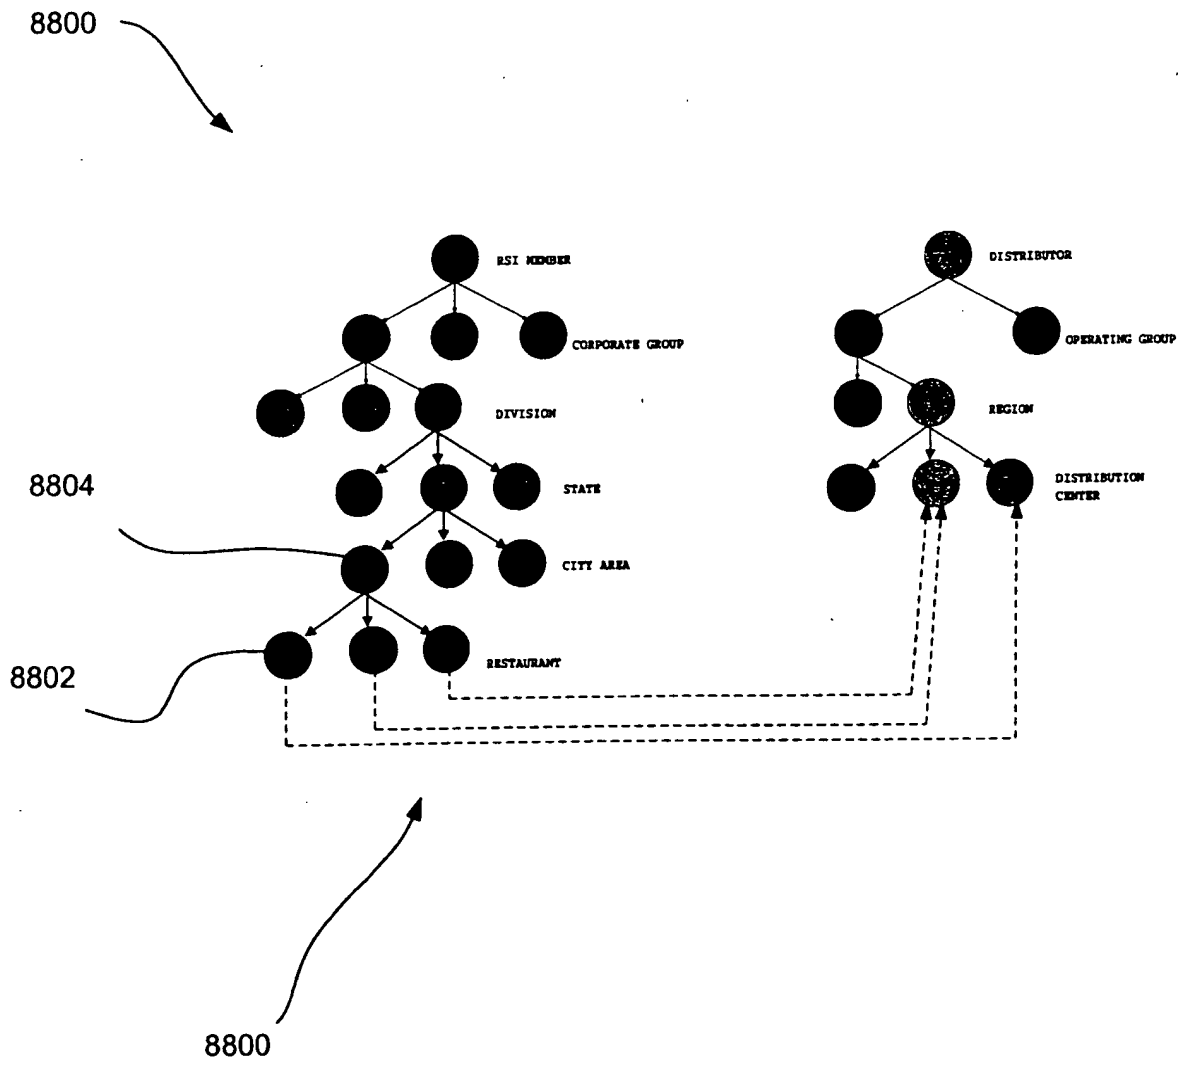 8800
RSI MEMBER
DISTRIBUTOR
CORPORATE GROUP
OPERATING GROUP
DIVISION
REGION
8804
STATE
DISTRIBUTION
CENTER
CITY AREA
RESTAURANT
8802
8800